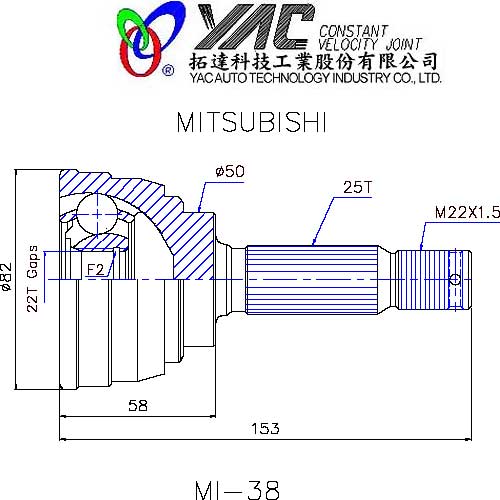 YAC CONSTANT
VELOCITY JOINT
拓達科技工業股份有限公司
YAC AUTO TECHNOLOGY INDUSTRY CO., LTD.
MITSUBISHI
ø50
25T
M22X1.5
ø82
22T Gaps
F2
58
153
MI-38